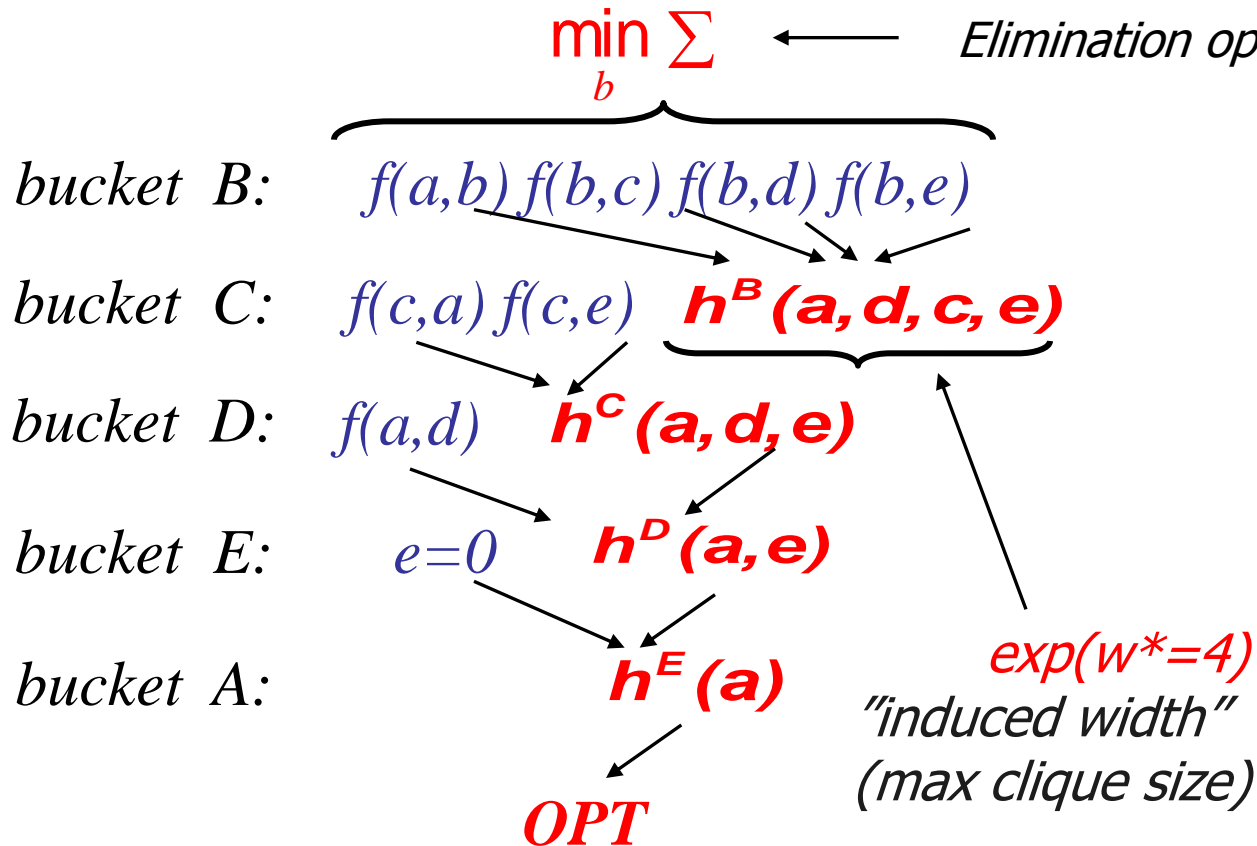 min ∑
b
Elimination op
bucket B: f(a,b) f(b,c) f(b,d) f(b,e)
bucket C: f(c,a) f(c,e) h^B (a,d,c,e)
bucket D: f(a,d) h^C (a,d,e)
bucket E: e=0 h^D (a,e)
bucket A: h^E (a)
exp(w*=4)
"induced width"
(max clique size)
OPT